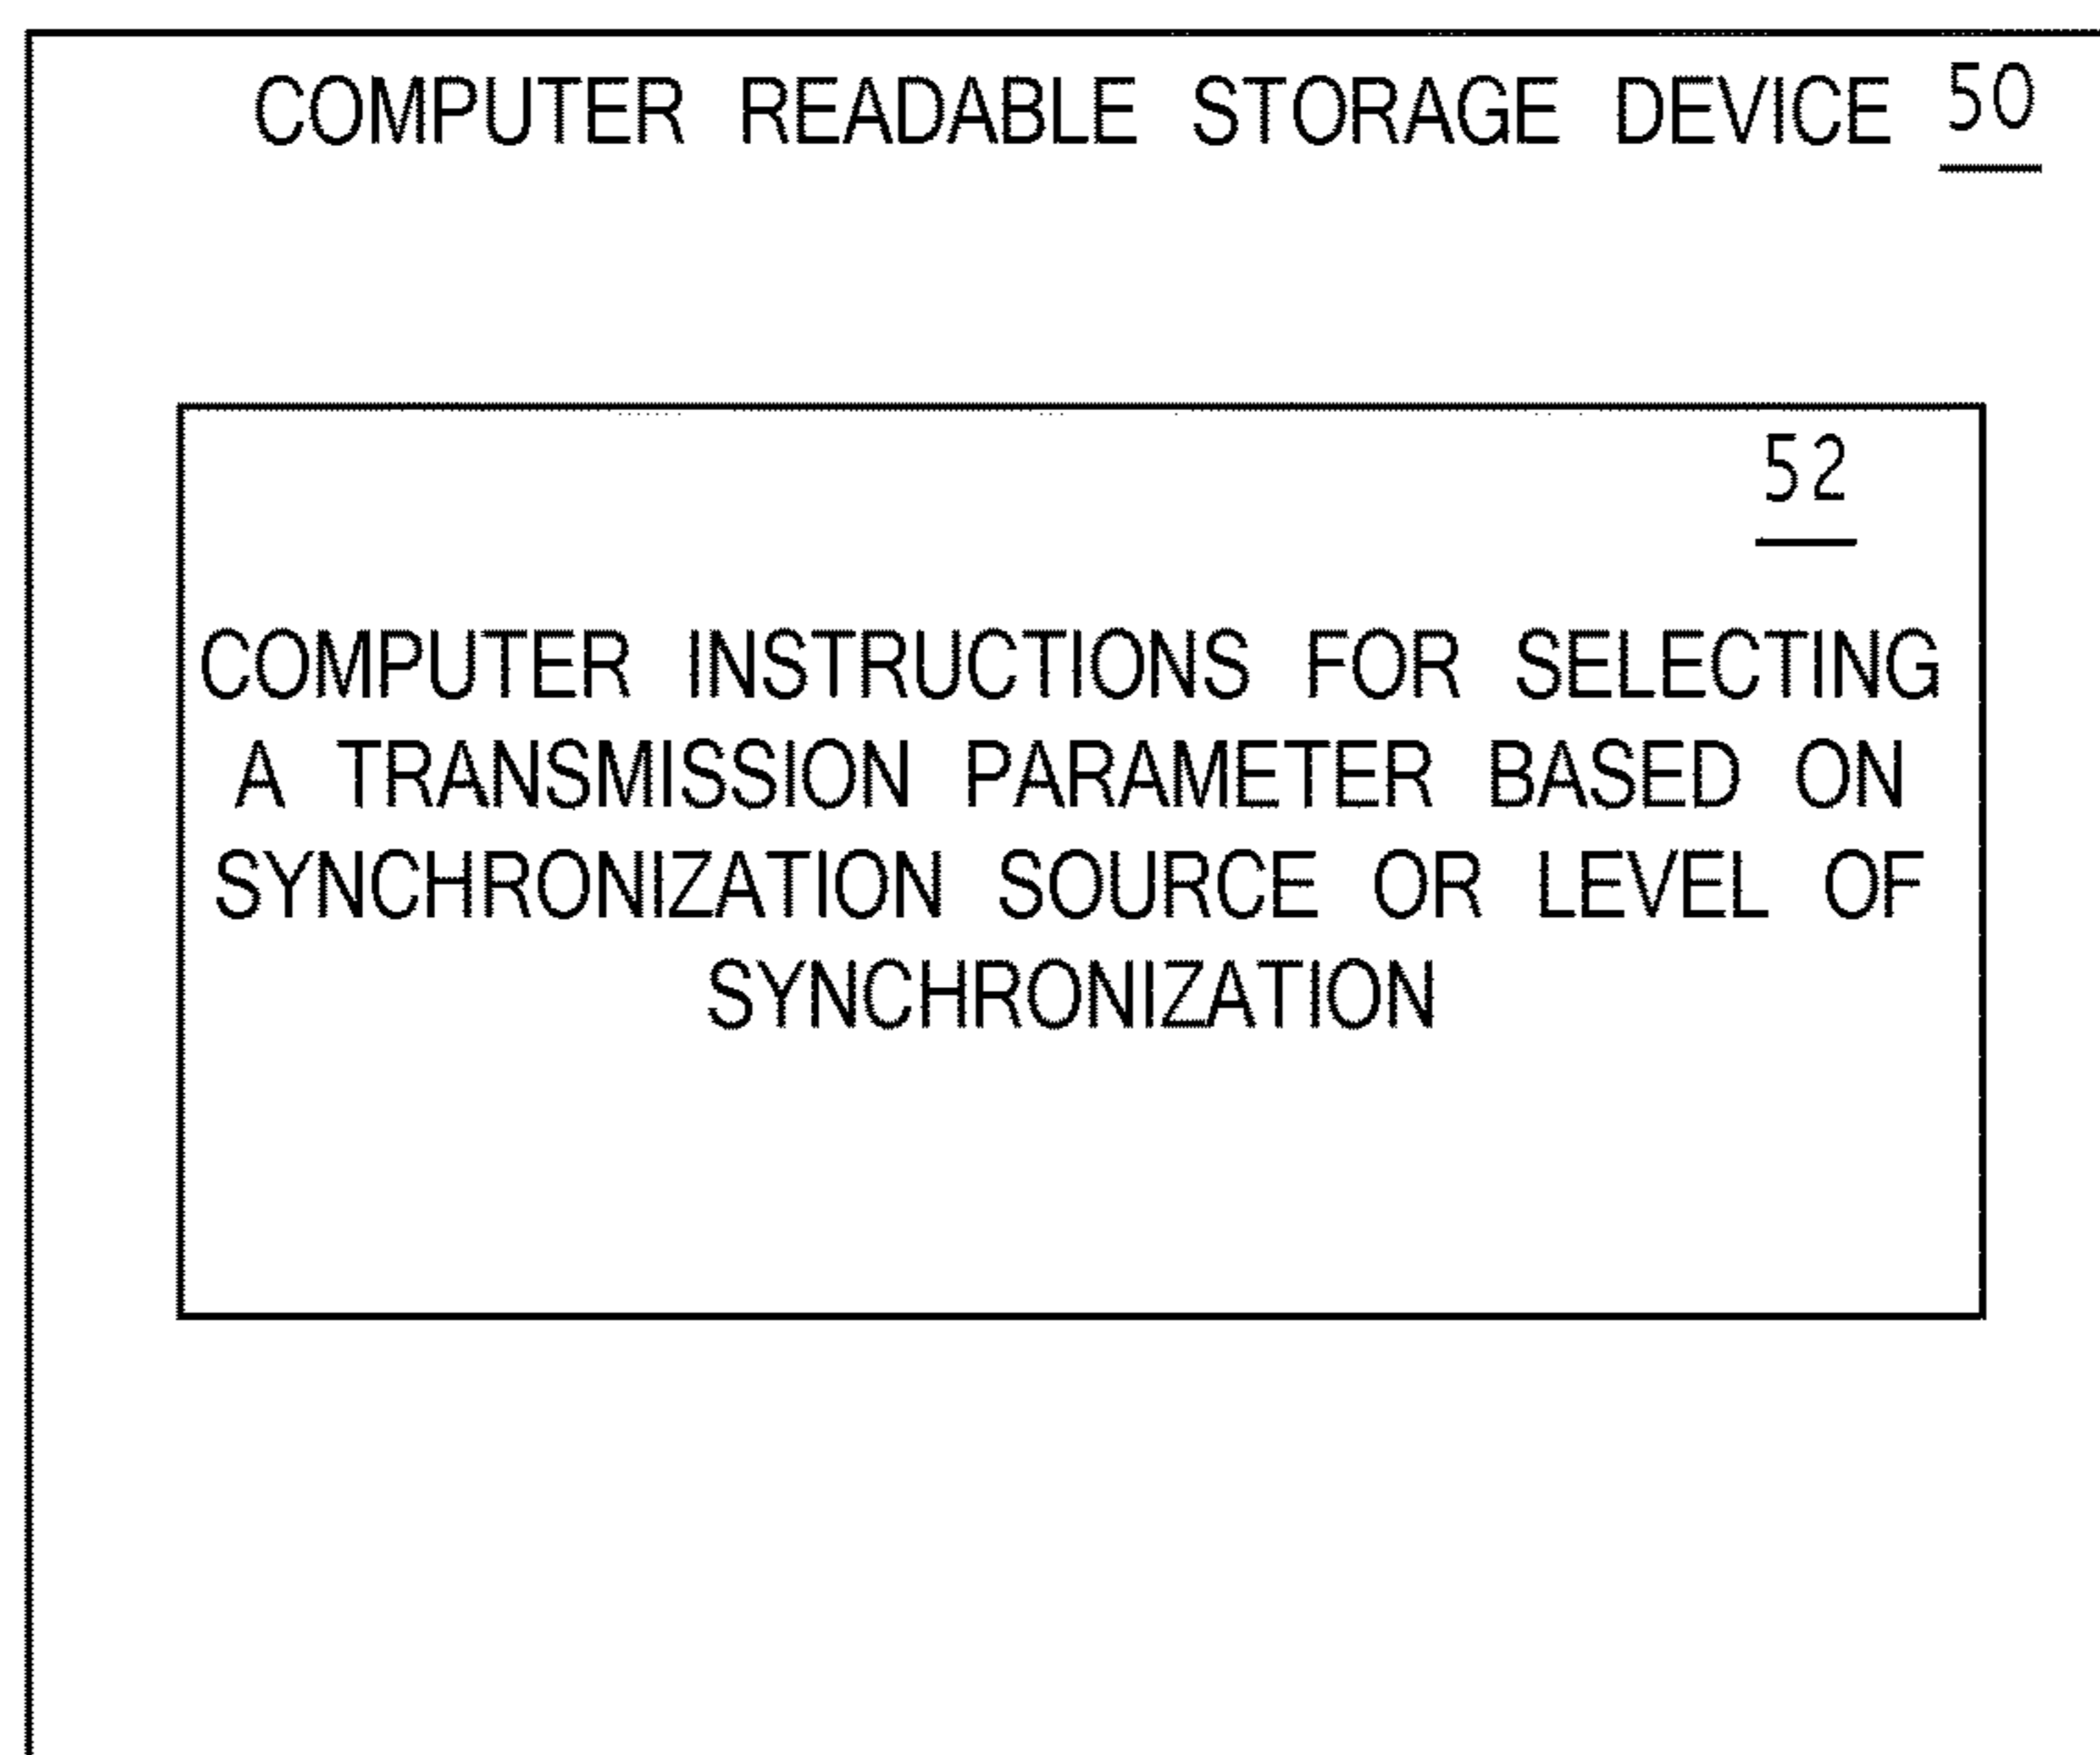 COMPUTER READABLE STORAGE DEVICE 50
52
COMPUTER INSTRUCTIONS FOR SELECTING
A TRANSMISSION PARAMETER BASED ON
SYNCHRONIZATION SOURCE OR LEVEL OF
SYNCHRONIZATION